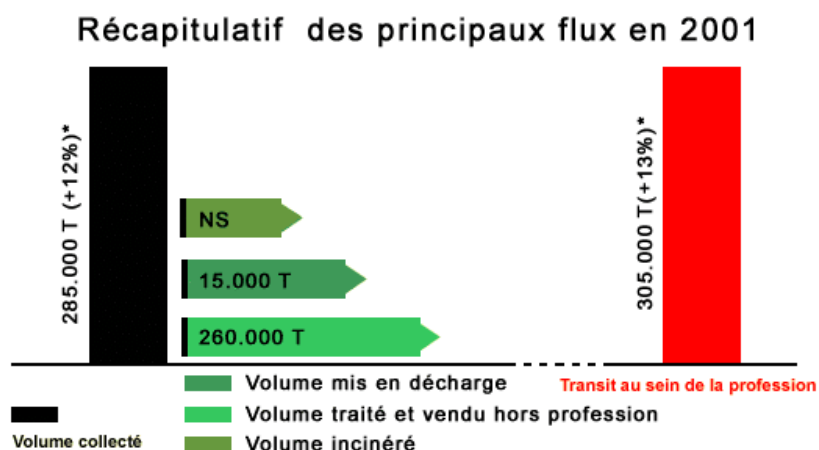 Récapitulatif des principaux flux en 2001
285.000 T (+12%)*
NS
15.000 T
260.000 T
305.000 T(+13%)*
Volume mis en décharge
Transit au sein de la profession
Volume traité et vendu hors profession
Volume collecté
Volume incinéré